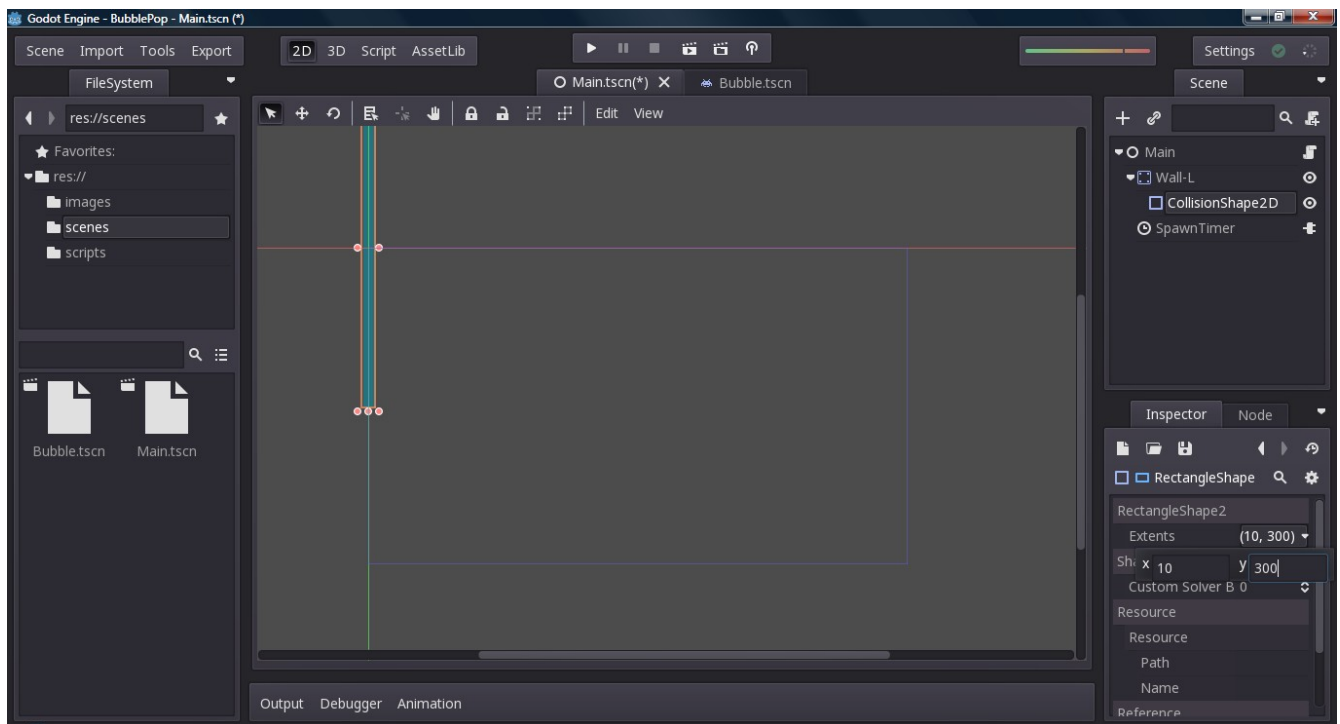 Godot Engine - BubblePop - Main.tscn (*)
Scene Import Tools Export
2D 3D Script AssetLib
Settings
FileSystem
Main.tscn(*)
Bubble.tscn
Scene
res://scenes
Edit View
Favorites:
res://
images
scenes
scripts
Main
Wall-L
CollisionShape2D
SpawnTimer
Bubble.tscn
Main.tscn
Inspector Node
RectangleShape
RectangleShape2
Extents (10, 300)
Sh
x 10 y 300
Custom Solver B 0
Resource
Resource
Path
Name
Reference
Output Debugger Animation